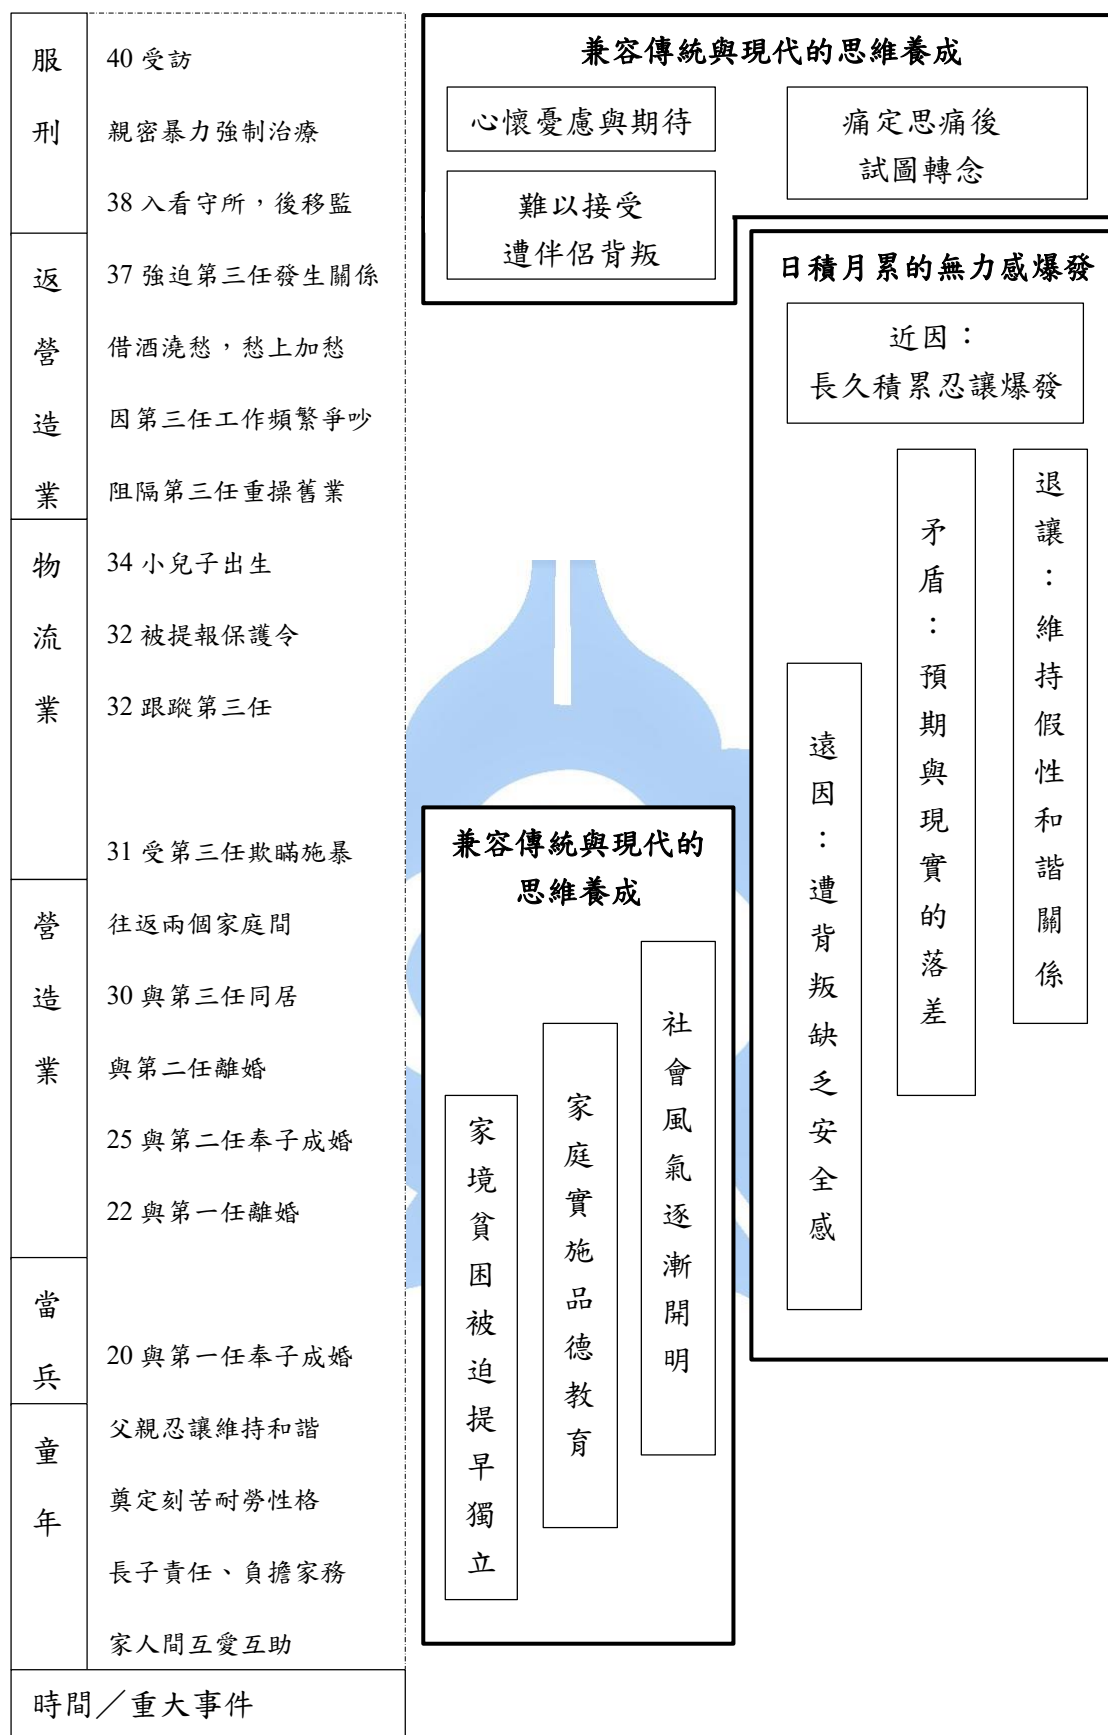 服刑
40 受訪
親密暴力強制治療
38 入看守所，後移監
返營造業
37 強迫第三任發生關係
借酒澆愁，愁上加愁
因第三任工作頻繁爭吵
阻隔第三任重操舊業
物流業
34 小兒子出生
32 被提報保護令
32 跟蹤第三任
31 受第三任欺瞞施暴
營造業
往返兩個家庭間
30 與第三任同居
與第二任離婚
25 與第二任奉子成婚
22 與第一任離婚
當兵
20 與第一任奉子成婚
童年
父親忍讓維持和諧
奠定刻苦耐勞性格
長子責任、負擔家務
家人間互愛互助
時間／重大事件
兼容傳統與現代的思維養成
心懷憂慮與期待
痛定思痛後
試圖轉念
難以接受
遭伴侶背叛
日積月累的無力感爆發
近因：
長久積累忍讓爆發
退讓：維持假性和諧關係
矛盾：預期與現實的落差
遠因：遭背叛缺乏安全感
兼容傳統與現代的
思維養成
社會風氣逐漸開明
家庭實施品德教育
家境貧困被迫提早獨立